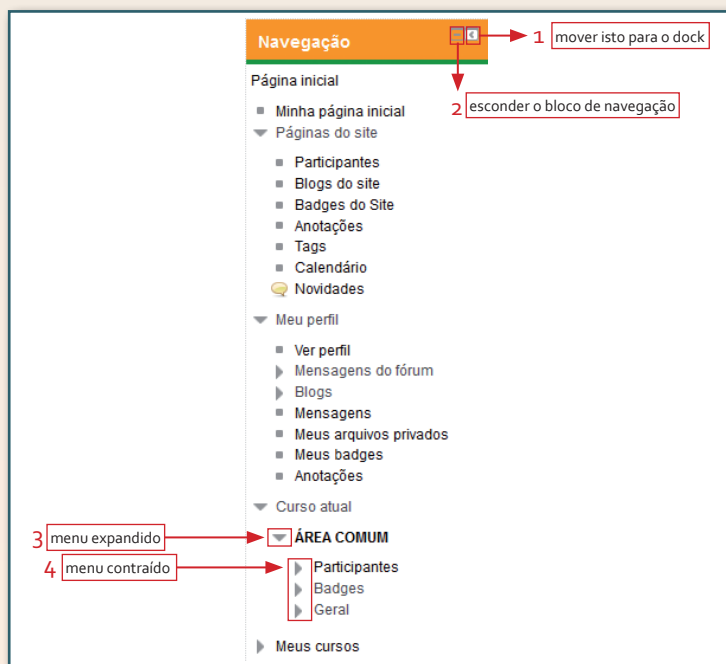 Navegação
1 mover isto para o dock
2 esconder o bloco de navegação
Página inicial
Minha página inicial
Páginas do site
Participantes
Blogs do site
Badges do Site
Anotações
Tags
Calendário
Novidades
Meu perfil
Ver perfil
Mensagens do fórum
Blogs
Mensagens
Meus arquivos privados
Meus badges
Anotações
Curso atual
3 menu expandido
ÁREA COMUM
4 menu contraído
Participantes
Badges
Geral
Meus cursos